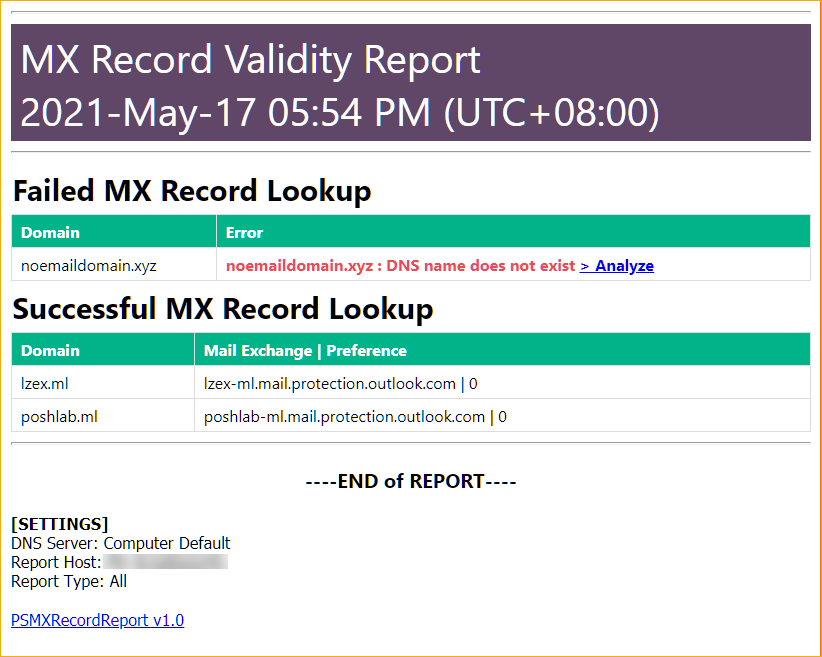 MX Record Validity Report
2021-May-17 05:54 PM (UTC+08:00)
Failed MX Record Lookup
Domain Error
noemaildomain.xyz noemaildomain.xyz : DNS name does not exist > Analyze
Successful MX Record Lookup
Domain Mail Exchange | Preference
lzex.ml lzex-ml.mail.protection.outlook.com | 0
poshlab.ml poshlab-ml.mail.protection.outlook.com | 0
----END of REPORT----
[SETTINGS]
DNS Server: Computer Default
Report Host:
Report Type: All
PSMXRecordReport v1.0